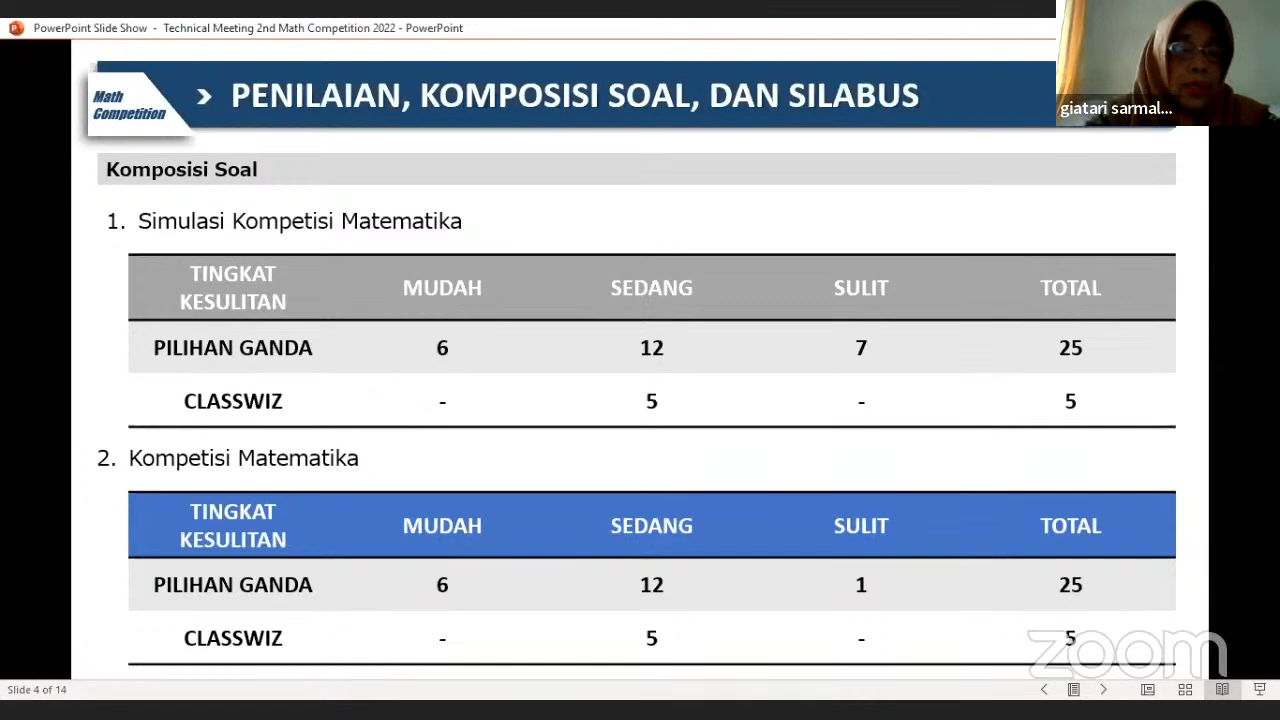 PowerPoint Slide Show - Technical Meeting 2nd Math Competition 2022 - PowerPoint
giatari sarmal...
Math
Competition
PENILAIAN, KOMPOSISI SOAL, DAN SILABUS
Komposisi Soal
1. Simulasi Kompetisi Matematika
TINGKAT KESULITAN MUDAH SEDANG SULIT TOTAL
PILIHAN GANDA 6 12 7 25
CLASSWIZ - 5 - 5
2. Kompetisi Matematika
TINGKAT KESULITAN MUDAH SEDANG SULIT TOTAL
PILIHAN GANDA 6 12 1 25
CLASSWIZ - 5 - 5
zoom
Slide 4 of 14